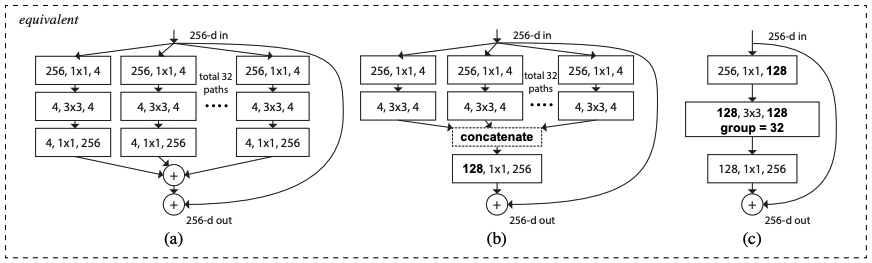 equivalent
256-d in
256, 1x1, 4
256, 1x1, 4
total 32
paths
256, 1x1, 4
4, 3x3, 4
4, 3x3, 4
....
4, 3x3, 4
4, 1x1, 256
4, 1x1, 256
4, 1x1, 256
+
+
256-d out
(a)
256-d in
256, 1x1, 4
256, 1x1, 4
total 32
paths
256, 1x1, 4
4, 3x3, 4
4, 3x3, 4
....
4, 3x3, 4
concatenate
128, 1x1, 256
+
256-d out
(b)
256-d in
256, 1x1, 128
128, 3x3, 128
group = 32
128, 1x1, 256
+
256-d out
(c)